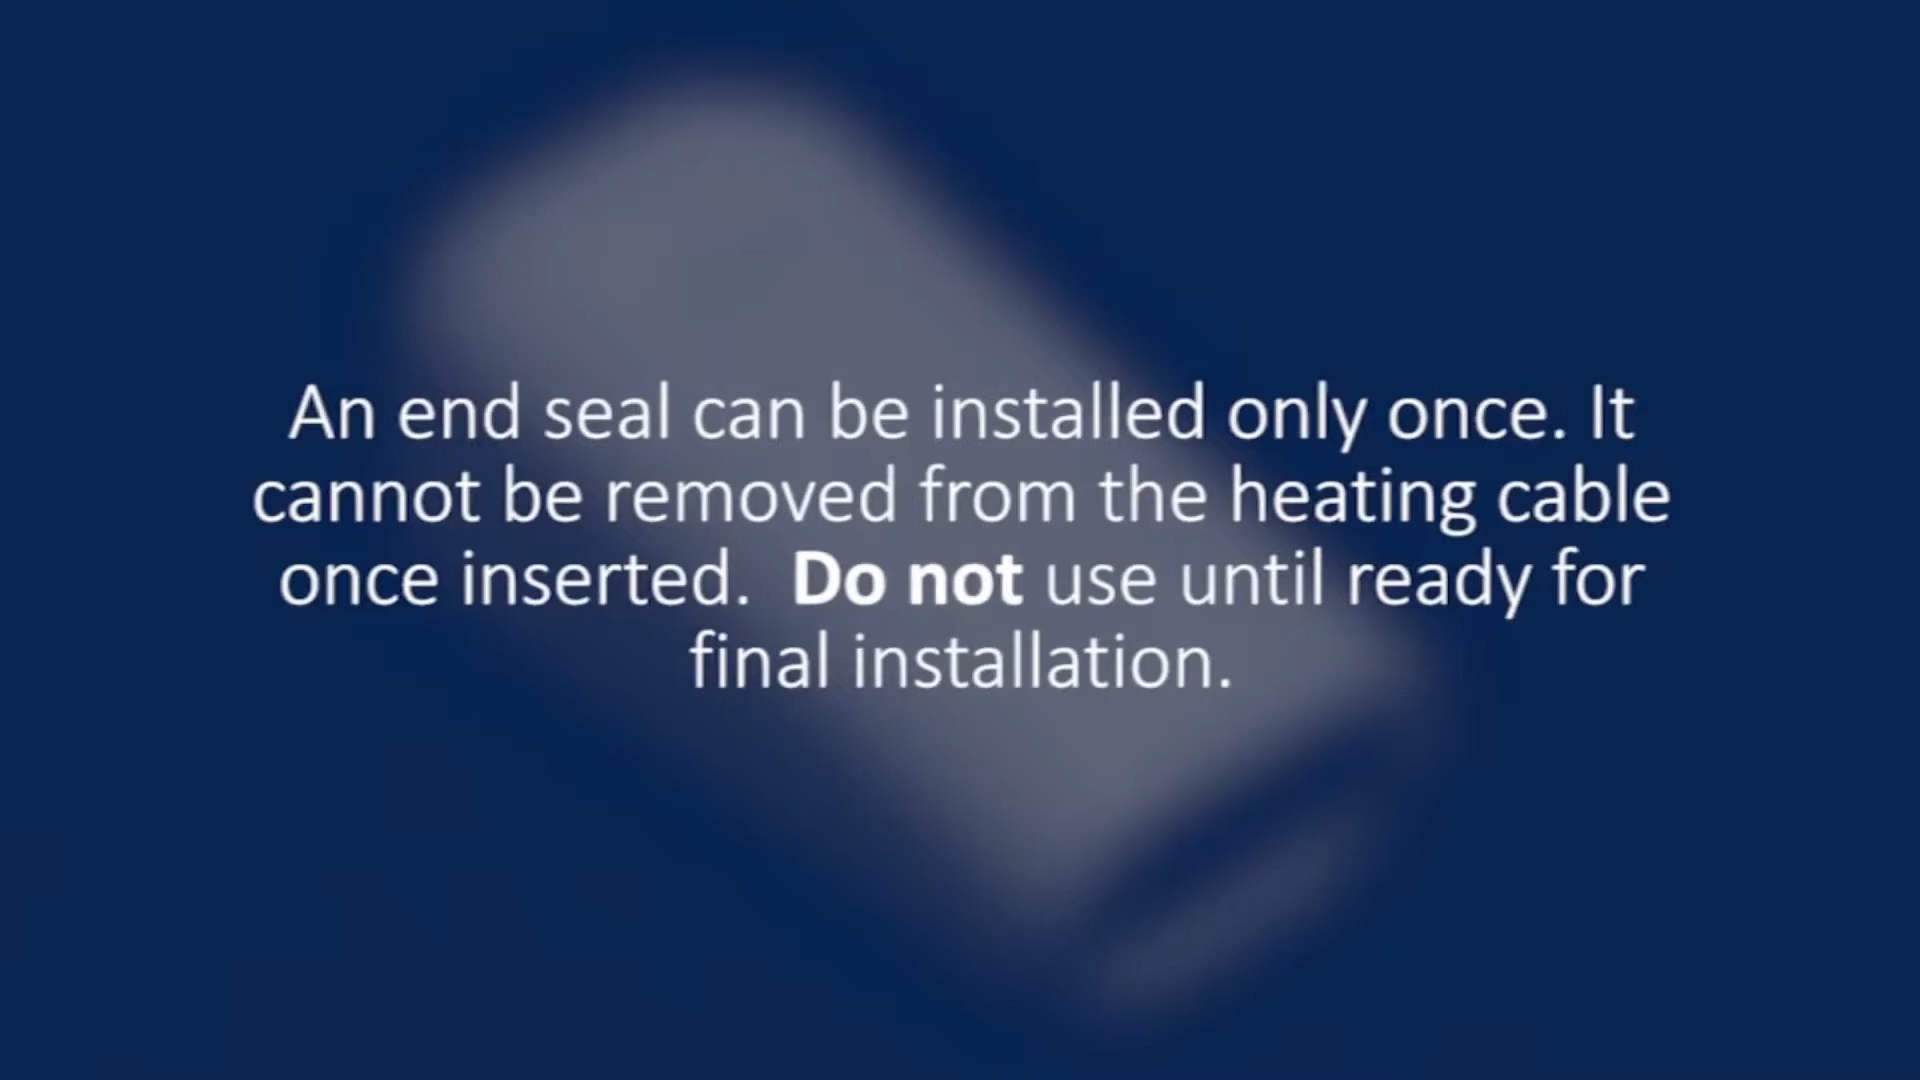 An end seal can be installed only once. It
cannot be removed from the heating cable
once inserted.  Do not use until ready for
final installation.